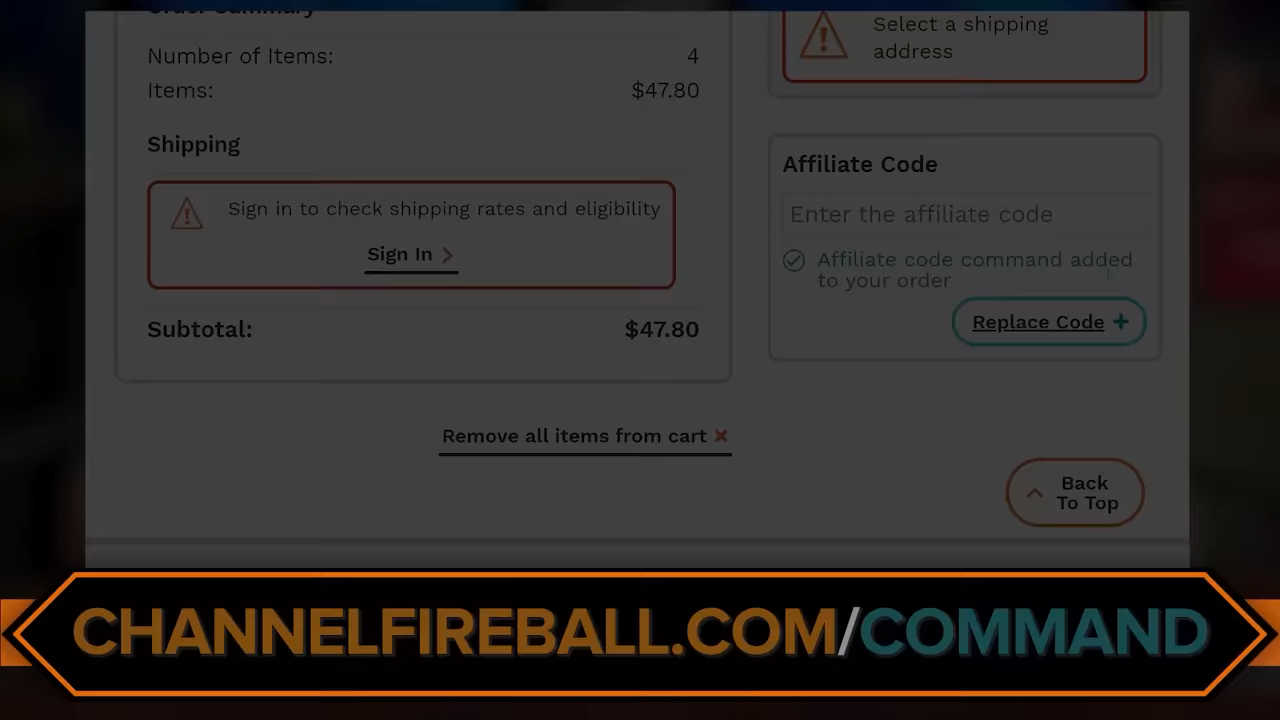 Order Summary
Number of Items: 4
Items: $47.80
Shipping
Sign in to check shipping rates and eligibility
Sign In
Subtotal: $47.80
Remove all items from cart
Select a shipping
address
Affiliate Code
Enter the affiliate code
Affiliate code command added
to your order
Replace Code +
Back
To Top
CHANNELFIREBALL.COM/COMMAND